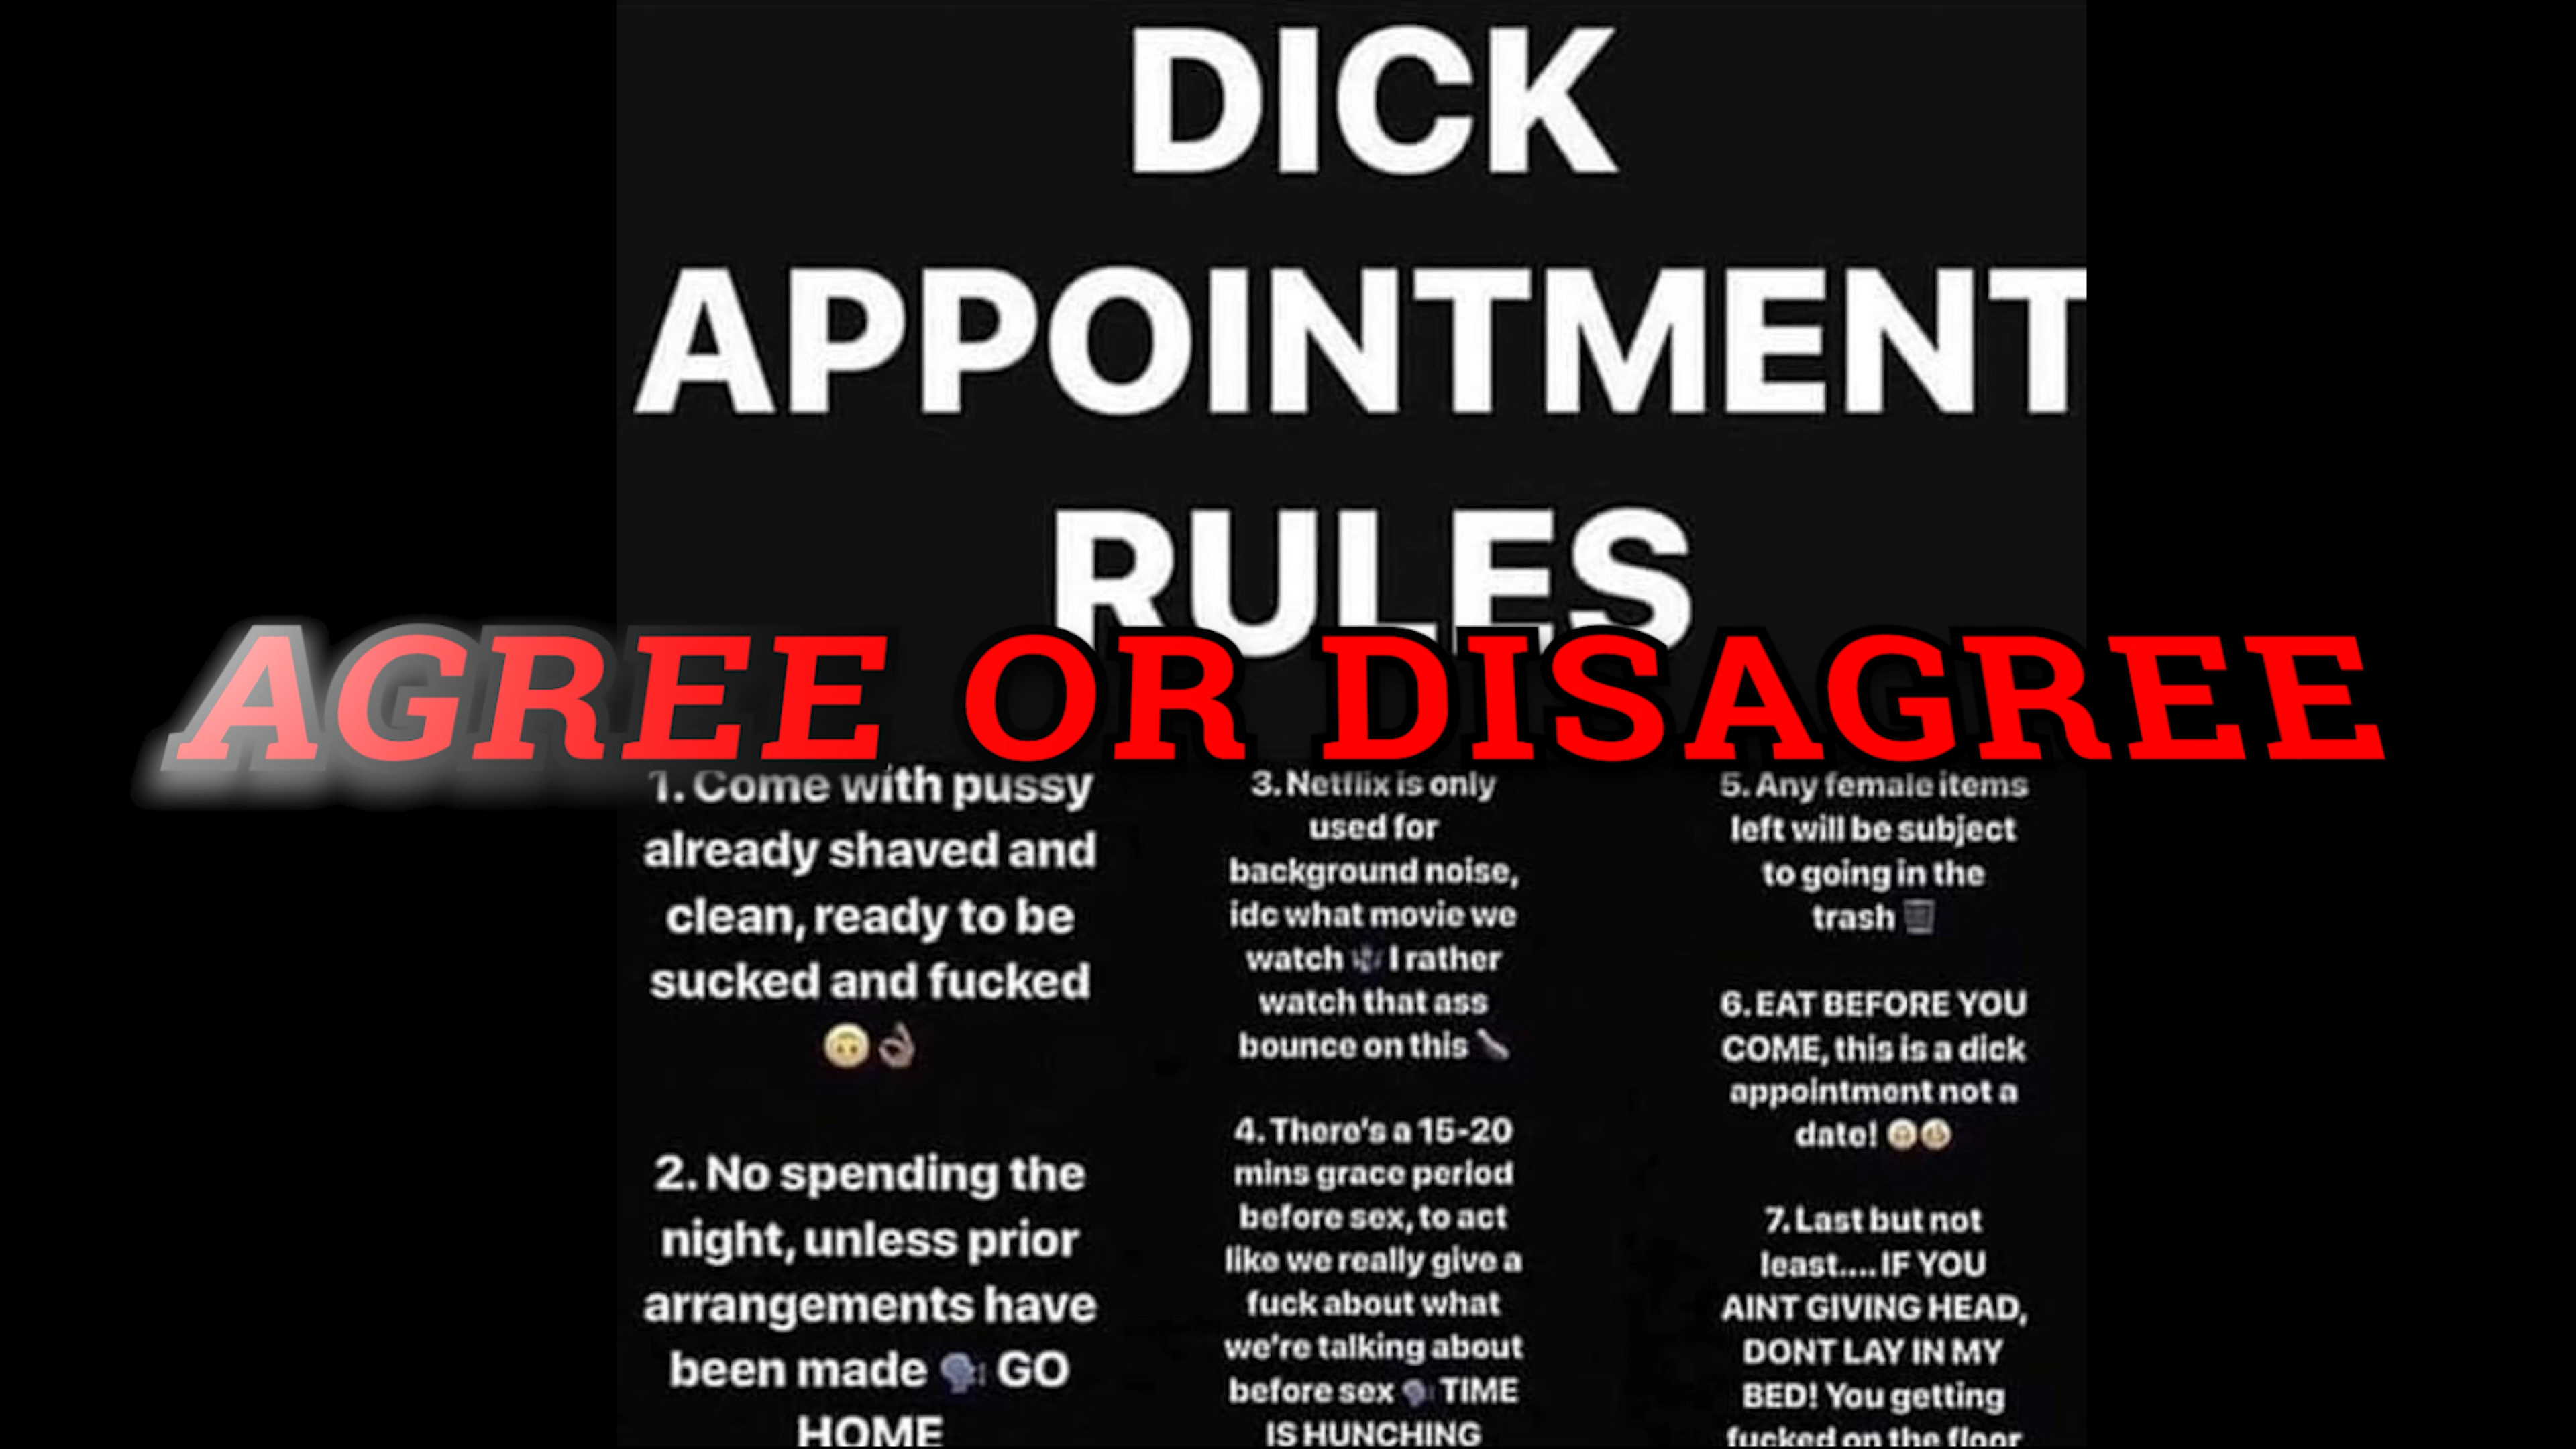 DICK
APPOINTMENT
RULES
AGREE OR DISAGREE
1. Come with pussy
already shaved and
clean, ready to be
sucked and fucked
🙃👌🏾
2. No spending the
night, unless prior
arrangements have
been made 🗣 GO
HOME
3. Netflix is only
used for
background noise,
idc what movie we
watch I rather
watch that ass
bounce on this
4. There's a 15-20
mins grace period
before sex, to act
like we really give a
fuck about what
we're talking about
before sex 🗣 TIME
IS HUNCHING
5. Any female items
left will be subject
to going in the
trash 🗑
6. EAT BEFORE YOU
COME, this is a dick
appointment not a
date!
7. Last but not
least.... IF YOU
AINT GIVING HEAD,
DONT LAY IN MY
BED! You getting
fucked on the floor